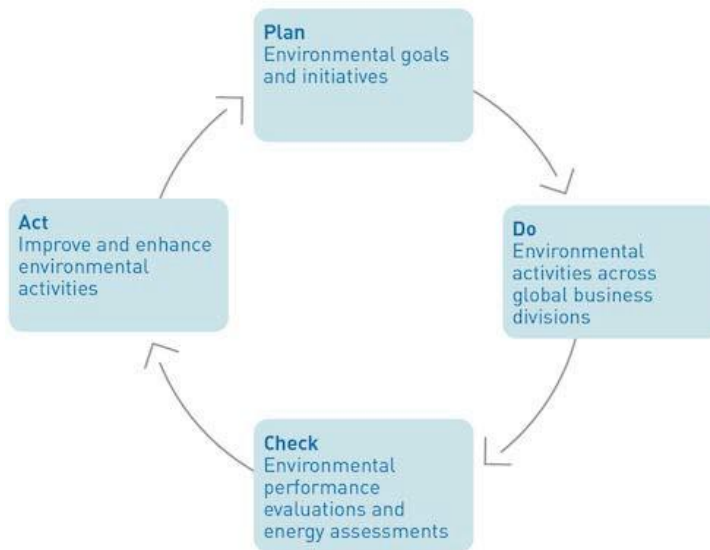 Plan
Environmental goals
and initiatives
Act
Improve and enhance
environmental
activities
Do
Environmental
activities across
global business
divisions
Check
Environmental
performance
evaluations and
energy assessments